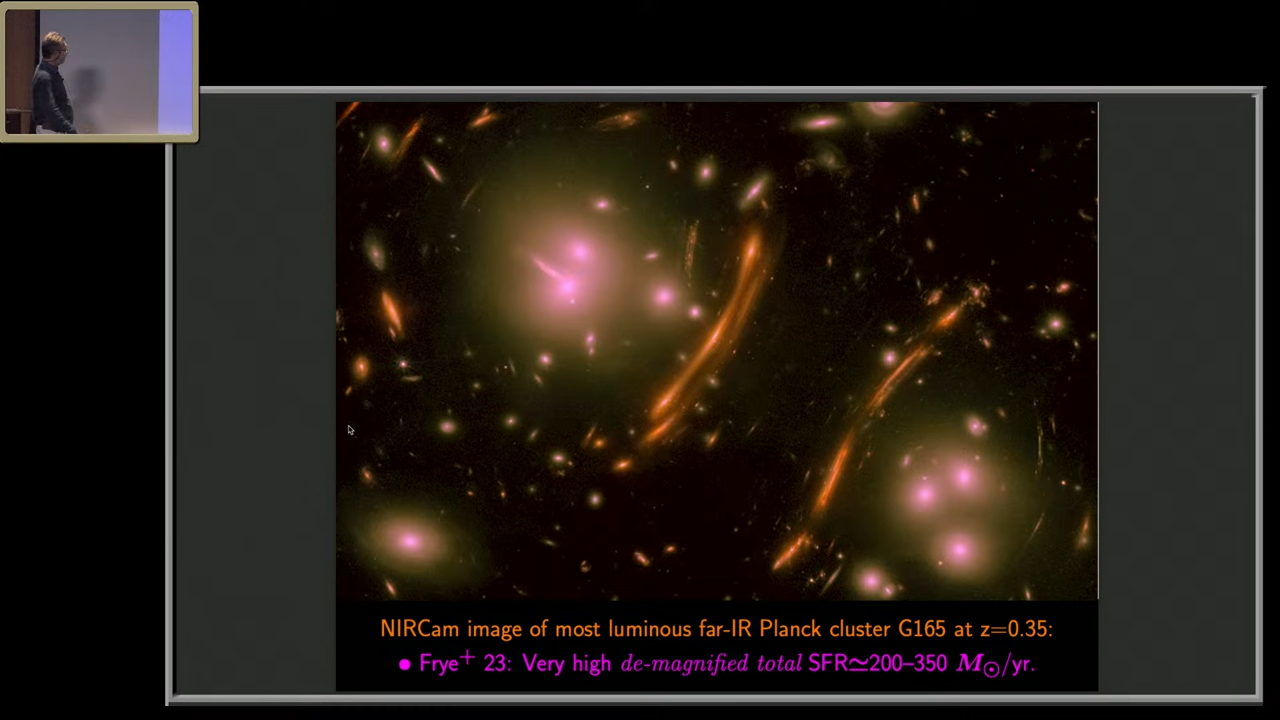 NIRCam image of most luminous far-IR Planck cluster G165 at z=0.35:
● Frye⁺ 23: Very high de-magnified total SFR≃200–350 M☉/yr.